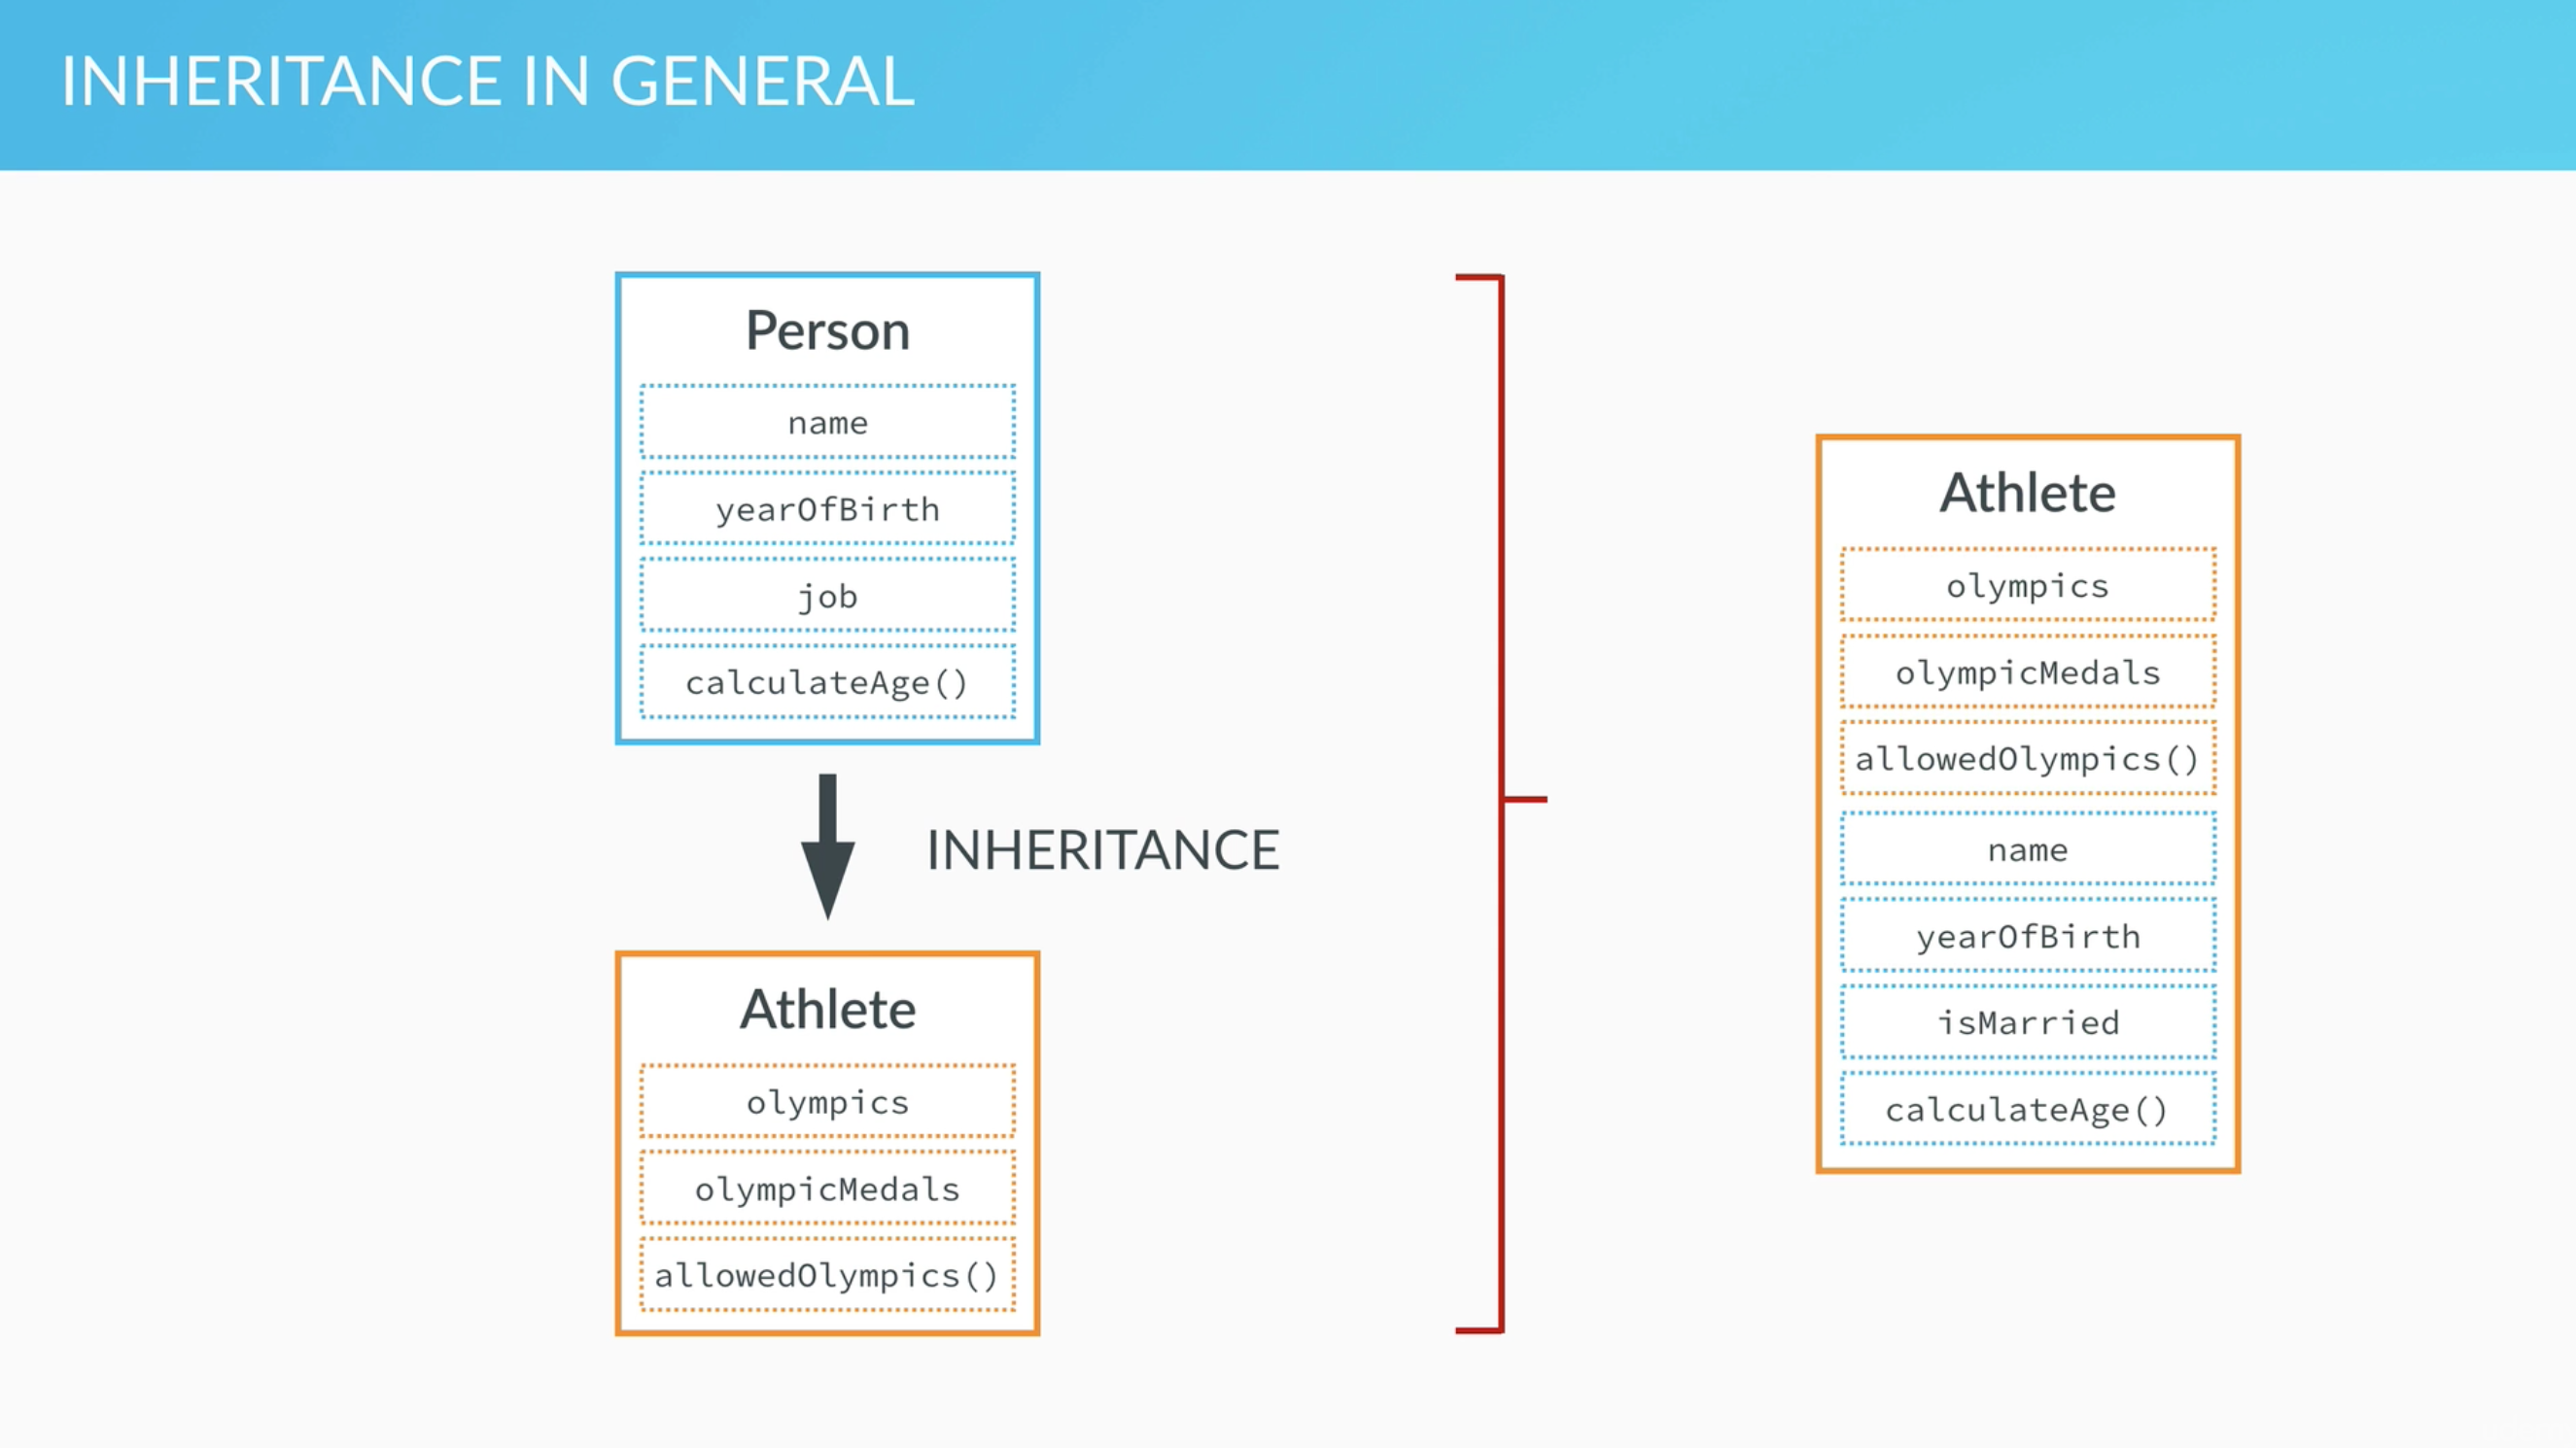 INHERITANCE IN GENERAL
Person
name
yearOfBirth
job
calculateAge()
INHERITANCE
Athlete
olympics
olympicMedals
allowedOlympics()
Athlete
olympics
olympicMedals
allowedOlympics()
name
yearOfBirth
isMarried
calculateAge()